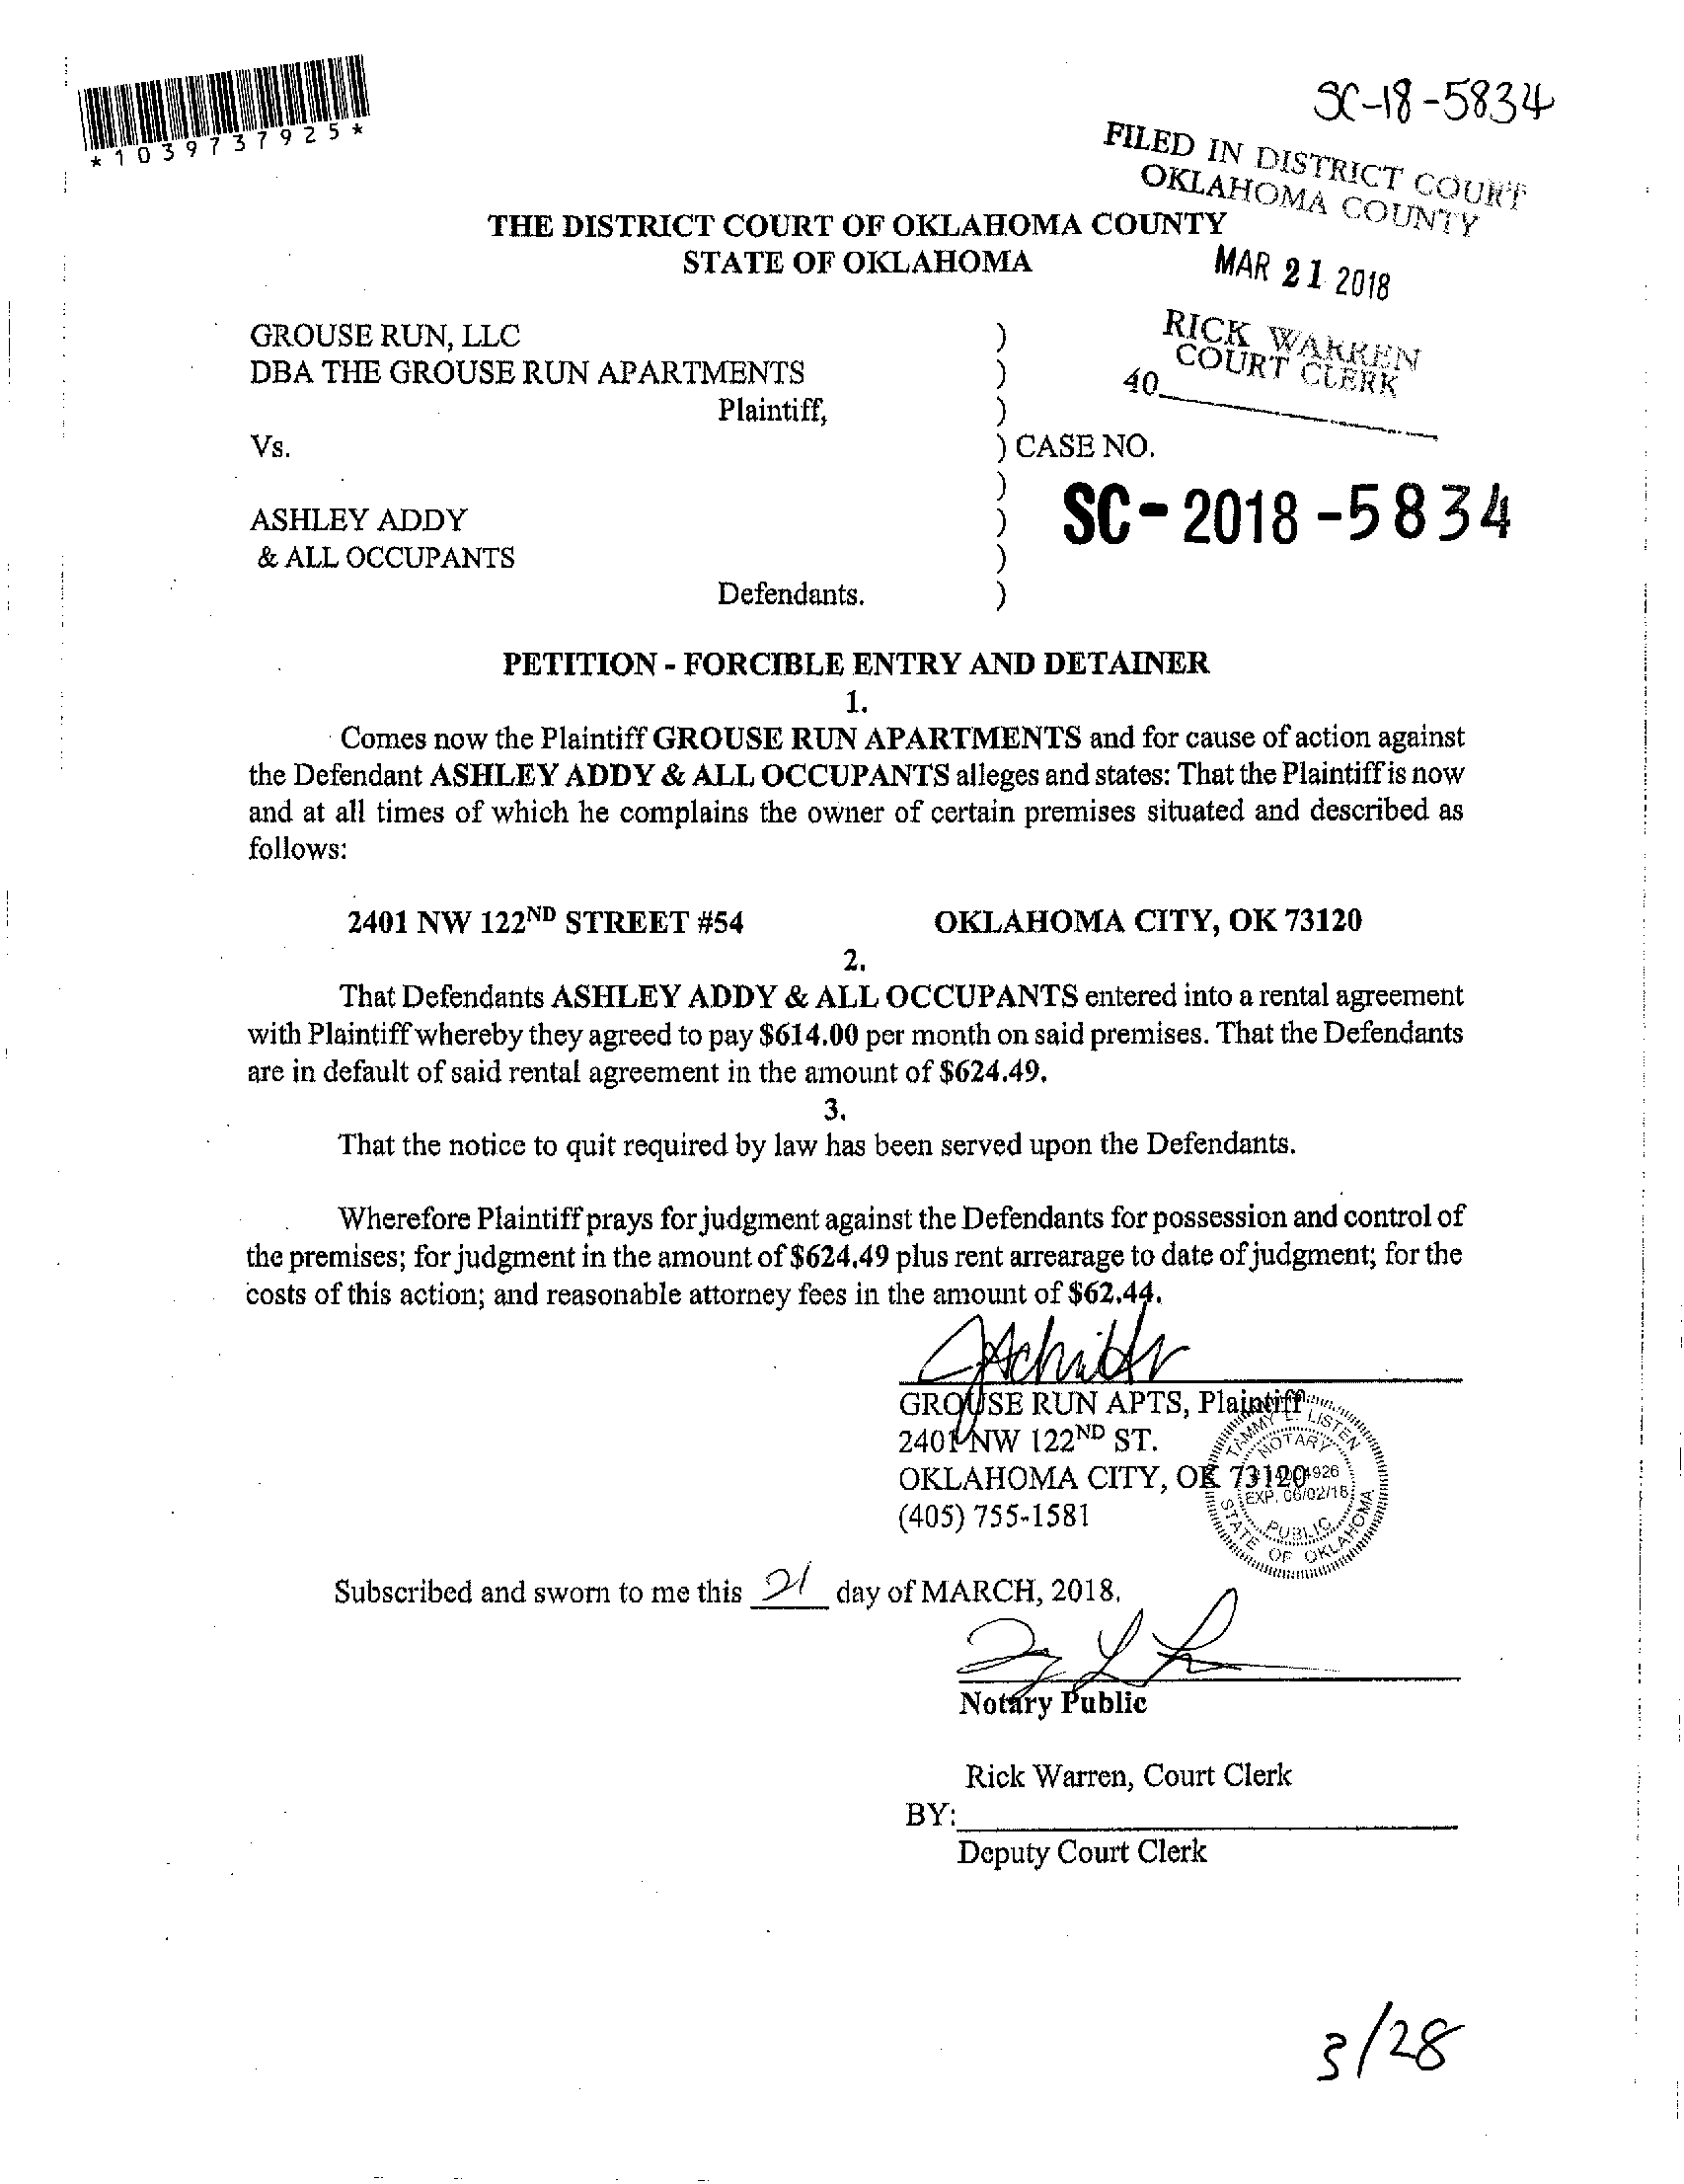 *1039737925*
SC-18-5834
FILED IN DISTRICT COURT
OKLAHOMA COUNTY
THE DISTRICT COURT OF OKLAHOMA COUNTY
STATE OF OKLAHOMA
MAR 21 2018
RICK WARREN
COURT CLERK
40
GROUSE RUN, LLC )
DBA THE GROUSE RUN APARTMENTS )
Plaintiff, )
Vs. ) CASE NO.
)
SC-2018-5834
ASHLEY ADDY )
& ALL OCCUPANTS )
Defendants. )
PETITION - FORCIBLE ENTRY AND DETAINER
1.
Comes now the Plaintiff GROUSE RUN APARTMENTS and for cause of action against
the Defendant ASHLEY ADDY & ALL OCCUPANTS alleges and states: That the Plaintiff is now
and at all times of which he complains the owner of certain premises situated and described as
follows:
2401 NW 122ND STREET #54 OKLAHOMA CITY, OK 73120
2.
That Defendants ASHLEY ADDY & ALL OCCUPANTS entered into a rental agreement
with Plaintiff whereby they agreed to pay $614.00 per month on said premises. That the Defendants
are in default of said rental agreement in the amount of $624.49.
3.
That the notice to quit required by law has been served upon the Defendants.
Wherefore Plaintiff prays for judgment against the Defendants for possession and control of
the premises; for judgment in the amount of $624.49 plus rent arrearage to date of judgment; for the
costs of this action; and reasonable attorney fees in the amount of $62.44.
GROUSE RUN APTS, Plaintiff
2401 NW 122ND ST.
OKLAHOMA CITY, OK 73120
(405) 755-1581
TAMMY L. LISTEN
NOTARY
EXP. 06/02/18
PUBLIC
STATE OF OKLAHOMA
Subscribed and sworn to me this 21 day of MARCH, 2018.
Notary Public
Rick Warren, Court Clerk
BY:
Deputy Court Clerk
3/28